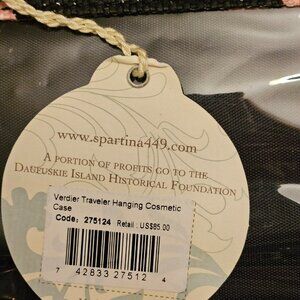 www.spartina449.com
A PORTION OF PROFITS GO TO THE
DAUFUSKIE ISLAND HISTORICAL FOUNDATION
Verdier Traveler Hanging Cosmetic
Case
Code: 275124 Retail : US$85.00
7 42833 27512 4